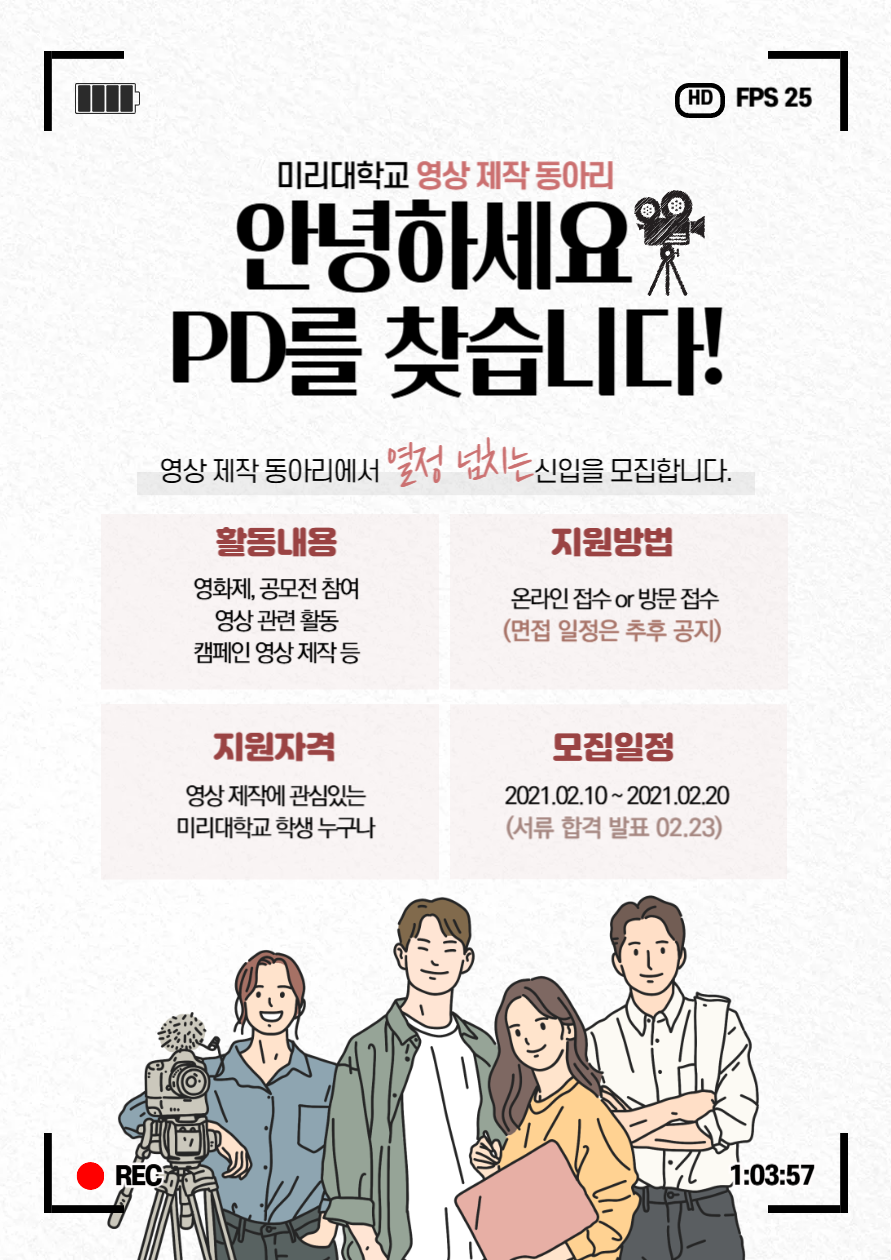 HD FPS 25
미리대학교 영상 제작 동아리
안녕하세요
PD를 찾습니다!
영상 제작 동아리에서 열정 넘치는 신입을 모집합니다.
활동내용
영화제, 공모전 참여
영상 관련 활동
캠페인 영상 제작 등
지원방법
온라인 접수 or 방문 접수
(면접 일정은 추후 공지)
지원자격
영상 제작에 관심있는
미리대학교 학생 누구나
모집일정
2021.02.10 ~ 2021.02.20
(서류 합격 발표 02.23)
REC
1:03:57